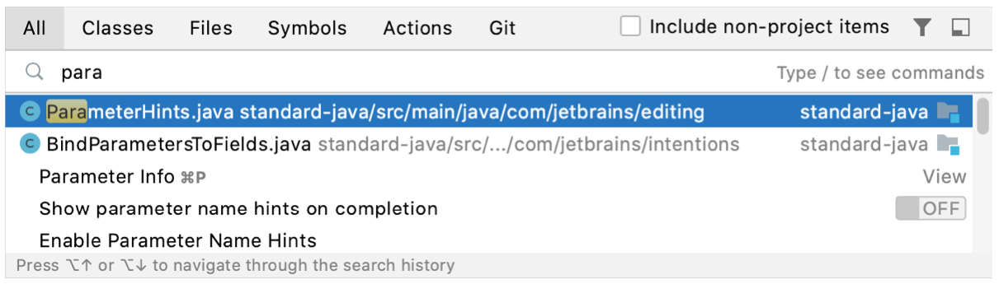 All Classes Files Symbols Actions Git Include non-project items
para Type / to see commands
C ParameterHints.java standard-java/src/main/java/com/jetbrains/editing standard-java
C BindParametersToFields.java standard-java/src/.../com/jetbrains/intentions standard-java
Parameter Info ⌘P View
Show parameter name hints on completion OFF
Enable Parameter Name Hints
Press ⌥↑ or ⌥↓ to navigate through the search history